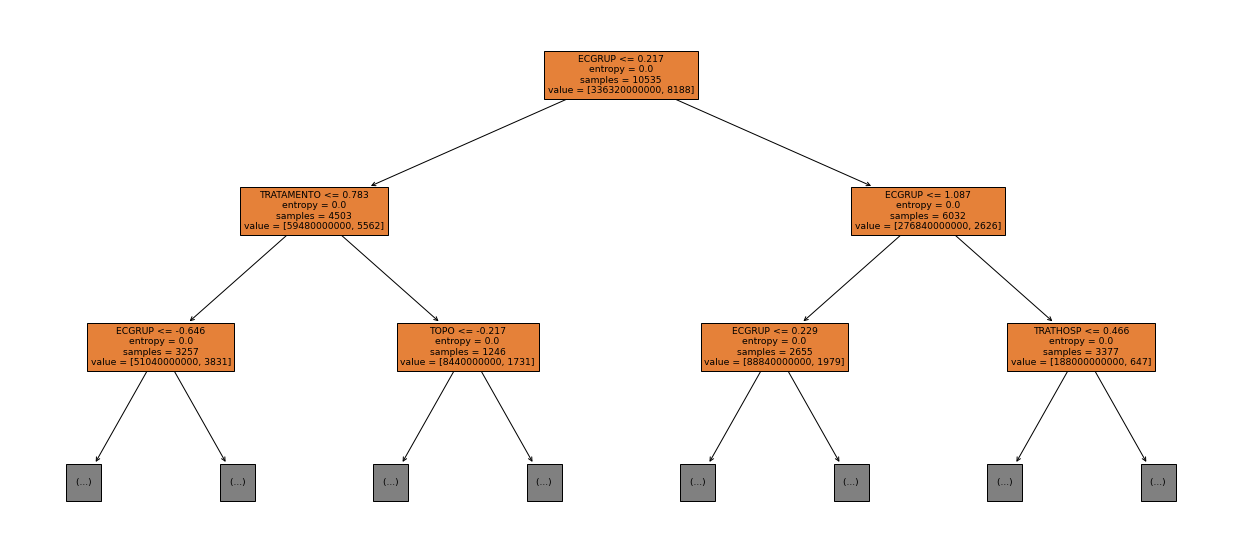 ECGRUP <= 0.217
entropy = 0.0
samples = 10535
value = [336320000000, 8188]
TRATAMENTO <= 0.783
entropy = 0.0
samples = 4503
value = [59480000000, 5562]
ECGRUP <= 1.087
entropy = 0.0
samples = 6032
value = [276840000000, 2626]
ECGRUP <= -0.646
entropy = 0.0
samples = 3257
value = [51040000000, 3831]
TOPO <= -0.217
entropy = 0.0
samples = 1246
value = [8440000000, 1731]
ECGRUP <= 0.229
entropy = 0.0
samples = 2655
value = [88840000000, 1979]
TRATHOSP <= 0.466
entropy = 0.0
samples = 3377
value = [188000000000, 647]
(...)
(...)
(...)
(...)
(...)
(...)
(...)
(...)